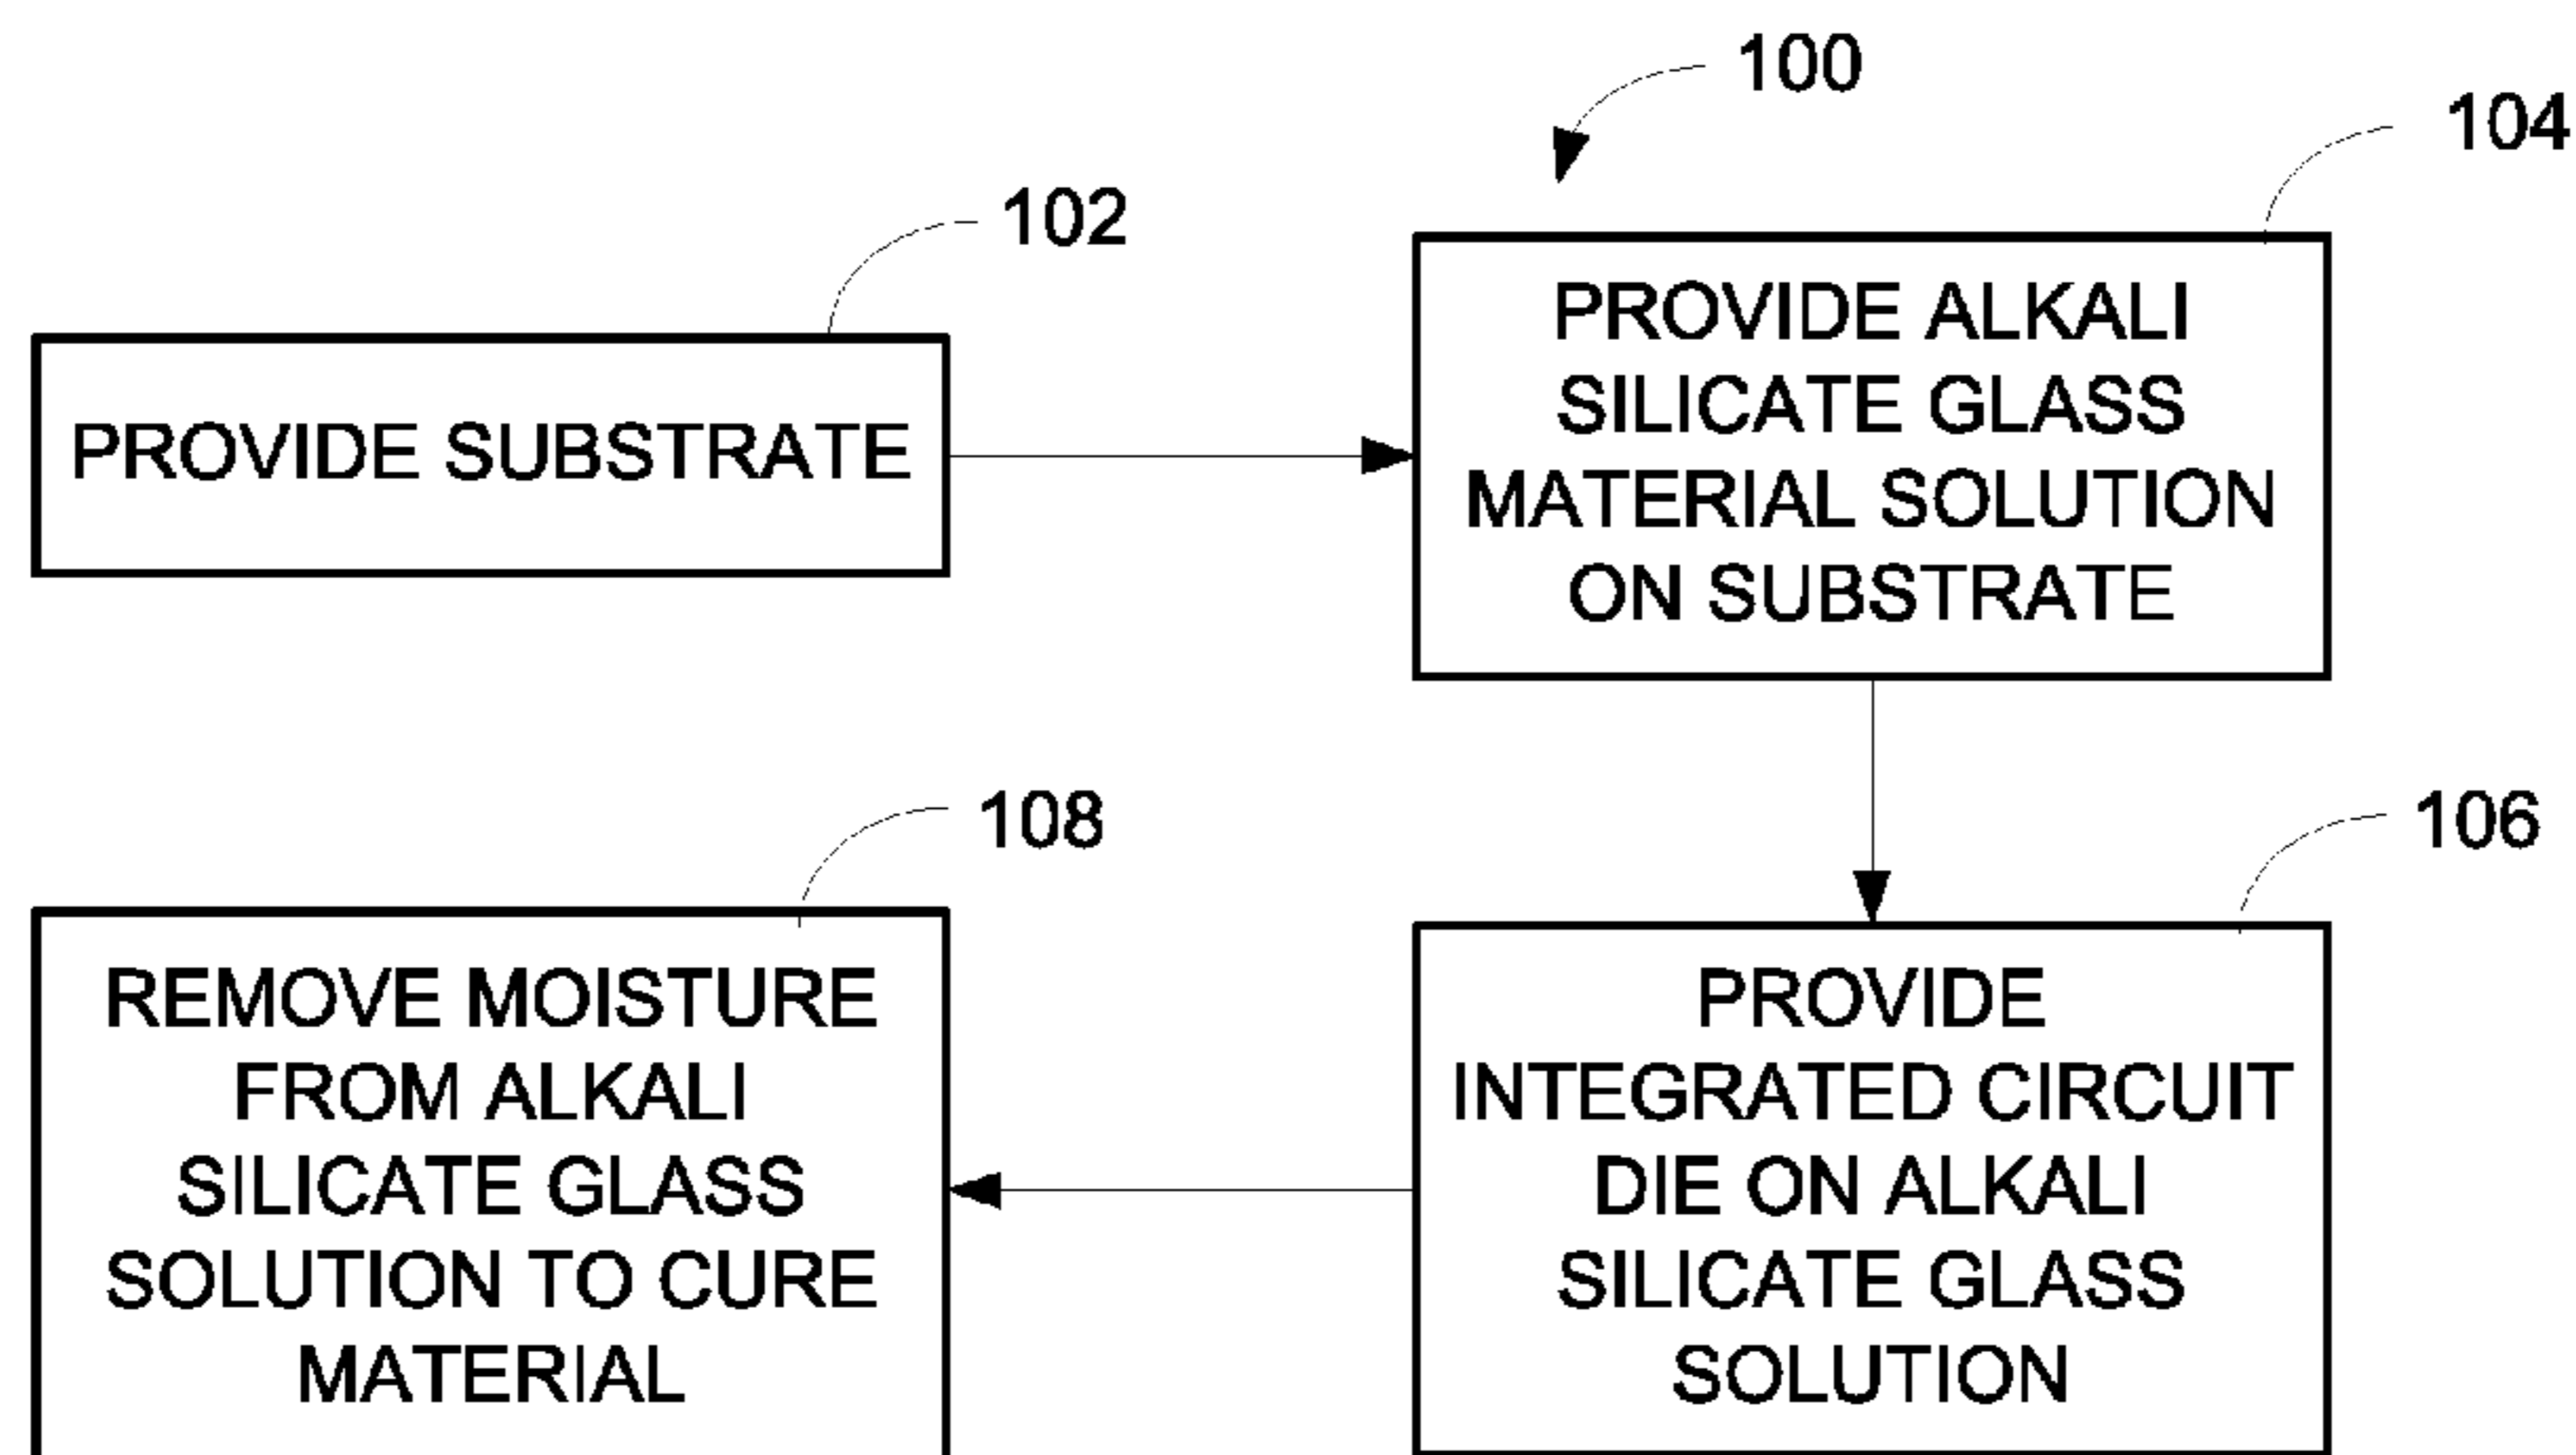 100
102
PROVIDE SUBSTRATE
104
PROVIDE ALKALI
SILICATE GLASS
MATERIAL SOLUTION
ON SUBSTRATE
106
PROVIDE
INTEGRATED CIRCUIT
DIE ON ALKALI
SILICATE GLASS
SOLUTION
108
REMOVE MOISTURE
FROM ALKALI
SILICATE GLASS
SOLUTION TO CURE
MATERIAL